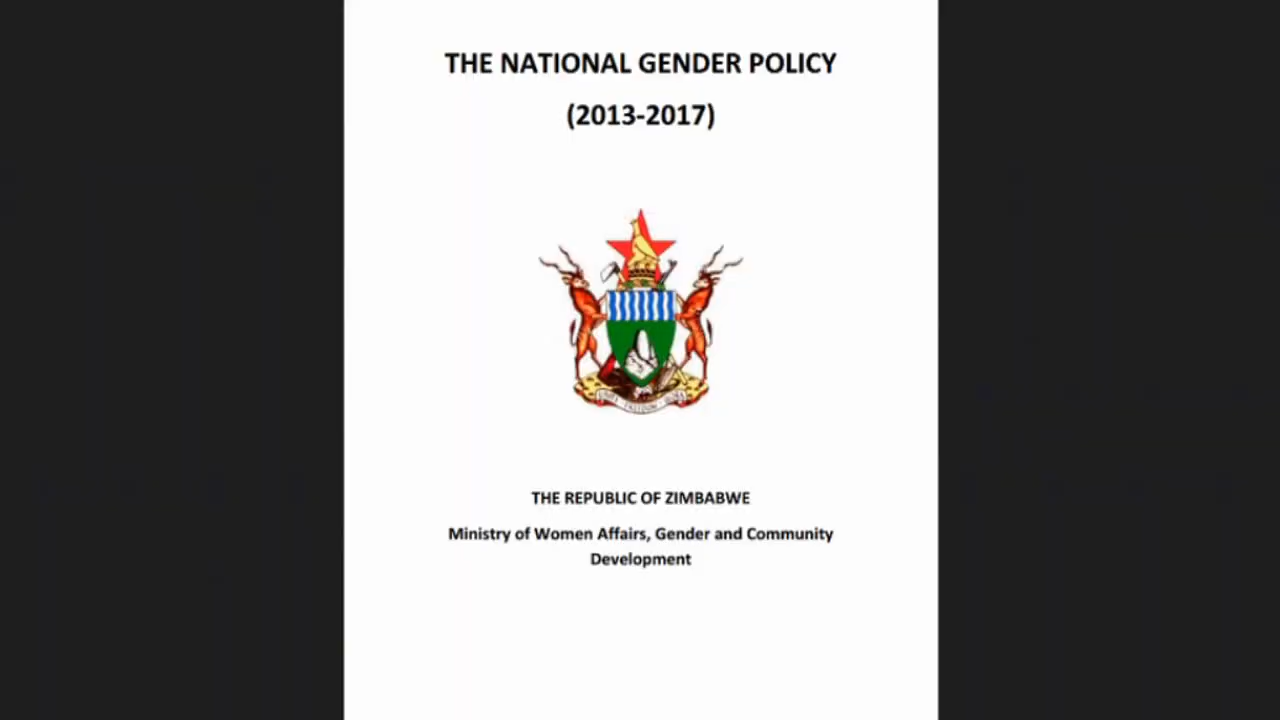 THE NATIONAL GENDER POLICY
(2013-2017)
THE REPUBLIC OF ZIMBABWE
Ministry of Women Affairs, Gender and Community
Development